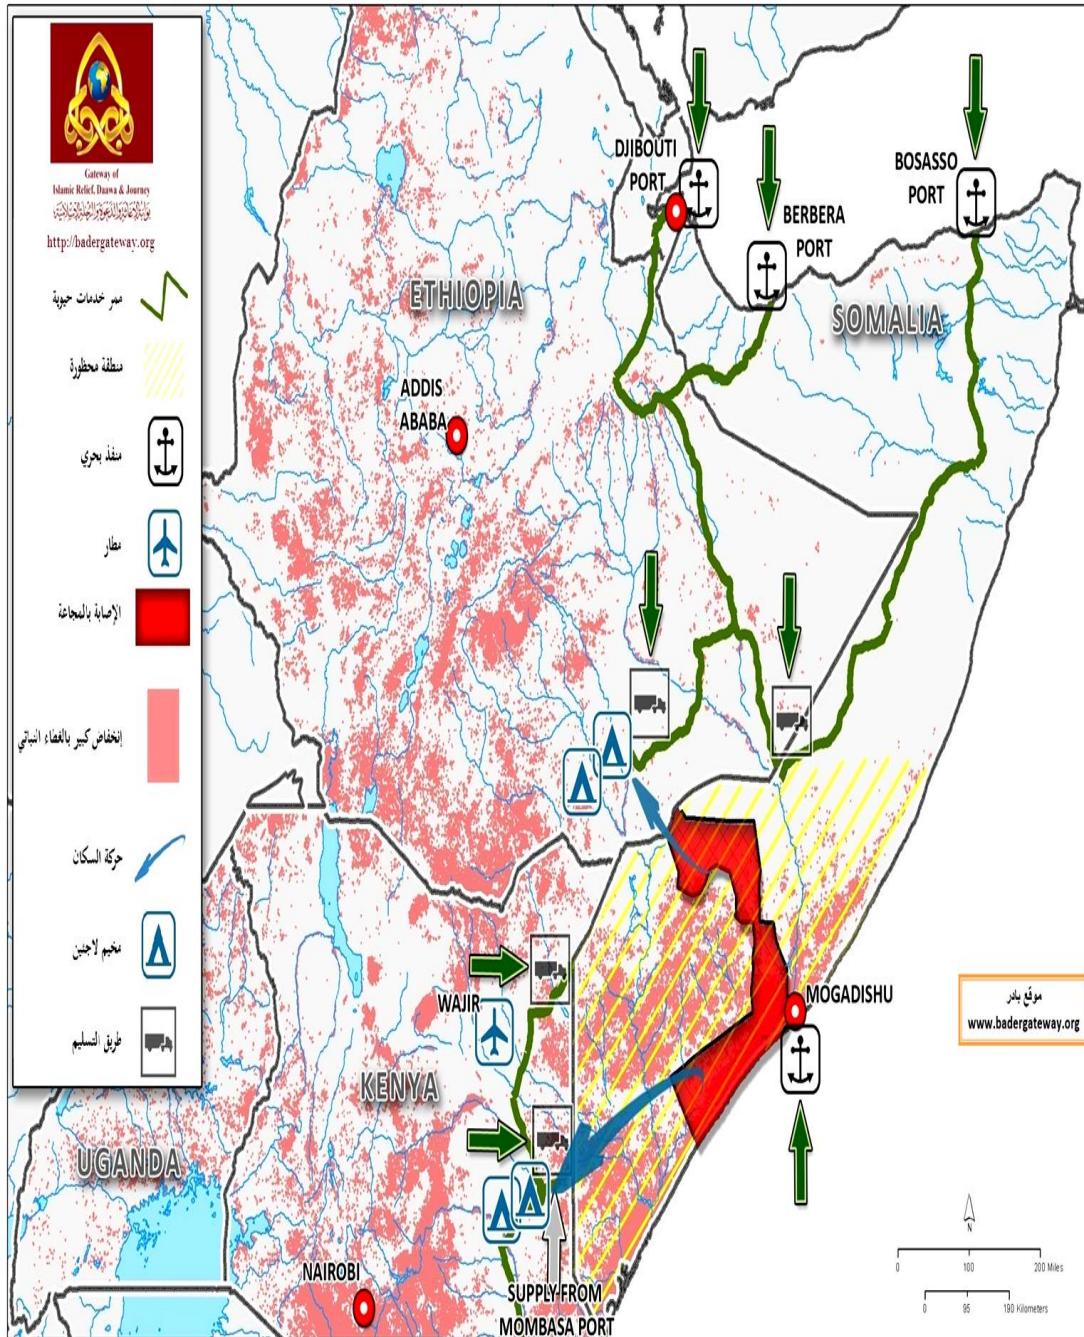 Gateway of
Islamic Relief, Daawa & Journey
http://badergateway.org
ممر خدمات حيوية
منطقة محظورة
منفذ بحري
مطار
الإصابة بالمجاعة
إنخفاض كبير بالغطاء النباتي
حركة السكان
مخيم لاجئين
طريق التسليم
DJIBOUTI
PORT
BERBERA
PORT
BOSASSO
PORT
ETHIOPIA
SOMALIA
ADDIS
ABABA
WAJIR
MOGADISHU
KENYA
UGANDA
NAIROBI
SUPPLY FROM
MOMBASA PORT
موقع بادر
www.badergateway.org
N
0 100 200 Miles
0 95 190 Kilometers